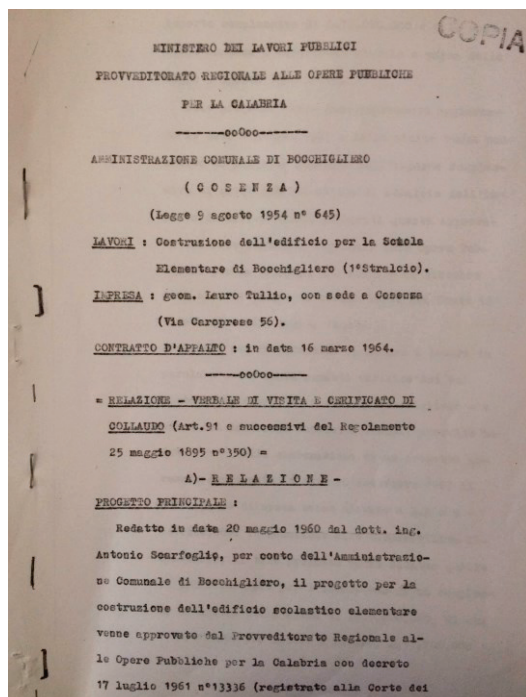 COPIA
MINISTERO DEI LAVORI PUBBLICI
PROVVEDITORATO REGIONALE ALLE OPERE PUBBLICHE
PER LA CALABRIA
-------ooOoo-------
AMMINISTRAZIONE COMUNALE DI BOCCHIGLIERO
( C O S E N Z A )
(Legge 9 agosto 1954 n° 645)
LAVORI : Costruzione dell'edificio per la Scuola
Elementare di Bocchigliero (1°Stralcio).
IMPRESA : geom. Lauro Tullio, con sede a Cosenza
(Via Caroprese 56).
CONTRATTO D'APPALTO : in data 16 marzo 1964.
-----ooOoo-----
= RELAZIONE - VERBALE DI VISITA E CERIFICATO DI
COLLAUDO (Art.91 e successivi del Regolamento
25 maggio 1895 n°350) =
A)- R E L A Z I O N E -
PROGETTO PRINCIPALE :
Redatto in data 20 maggio 1960 dal dott. ing.
Antonio Scarfoglio, per conto dell'Amministrazio-
ne Comunale di Bocchigliero, il progetto per la
costruzione dell'edificio scolastico elementare
venne approvato dal Provveditorato Regionale al-
le Opere Pubbliche per la Calabria con decreto
17 luglio 1961 n°13336 (registrato alla Corte dei